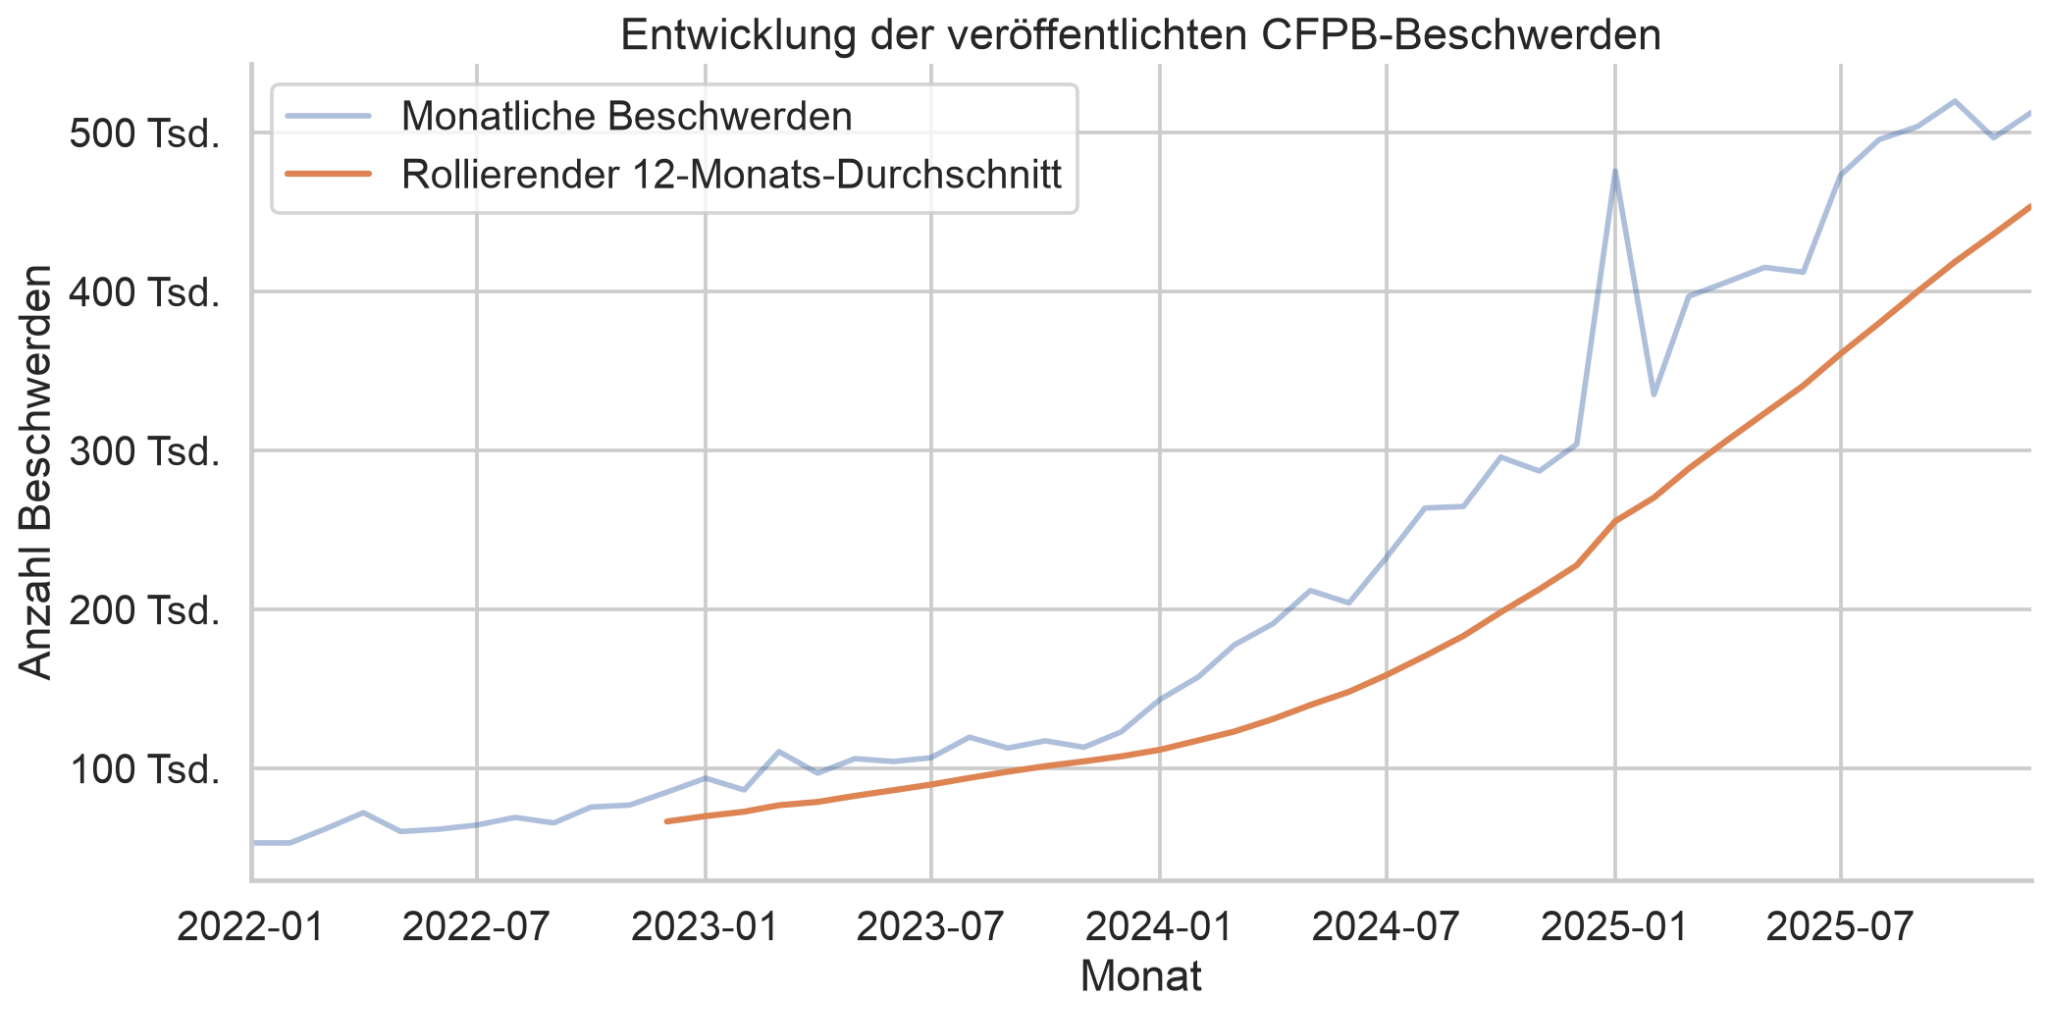 Entwicklung der veröffentlichten CFPB-Beschwerden
Monatliche Beschwerden
Rollierender 12-Monats-Durchschnitt
Anzahl Beschwerden
500 Tsd.
400 Tsd.
300 Tsd.
200 Tsd.
100 Tsd.
2022-01 2022-07 2023-01 2023-07 2024-01 2024-07 2025-01 2025-07
Monat